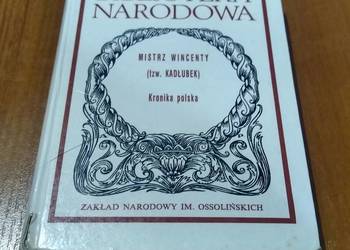 NARODOWA
MISTRZ WINCENTY
(tzw. KADŁUBEK)
Kronika polska
ZAKŁAD NARODOWY IM. OSSOLIŃSKICH